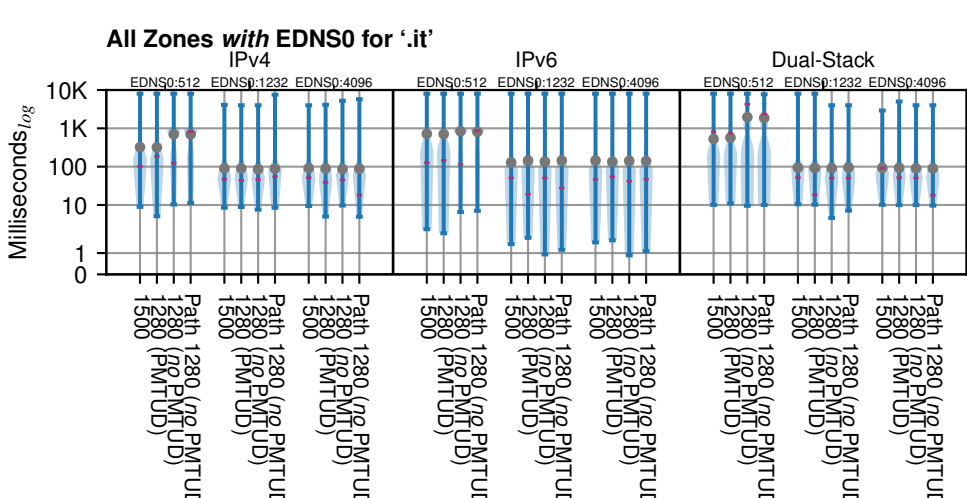 All Zones with EDNS0 for ‘.it’
IPv4 IPv6 Dual-Stack
EDNS0:512 EDNS0:1232 EDNS0:4096 EDNS0:512 EDNS0:1232 EDNS0:4096 EDNS0:512 EDNS0:1232 EDNS0:4096
Millisecondslog
10K
1K
100
10
1
0
1500
1280 (PMTUD)
1280 (no PMTUD)
Path 1280 (no PMTUD
1500
1280 (PMTUD)
1280 (no PMTUD)
Path 1280 (no PMTUD
1500
1280 (PMTUD)
1280 (no PMTUD)
Path 1280 (no PMTUD
1500
1280 (PMTUD)
1280 (no PMTUD)
Path 1280 (no PMTUD
1500
1280 (PMTUD)
1280 (no PMTUD)
Path 1280 (no PMTUD
1500
1280 (PMTUD)
1280 (no PMTUD)
Path 1280 (no PMTUD
1500
1280 (PMTUD)
1280 (no PMTUD)
Path 1280 (no PMTUD
1500
1280 (PMTUD)
1280 (no PMTUD)
Path 1280 (no PMTUD
1500
1280 (PMTUD)
1280 (no PMTUD)
Path 1280 (no PMTUD